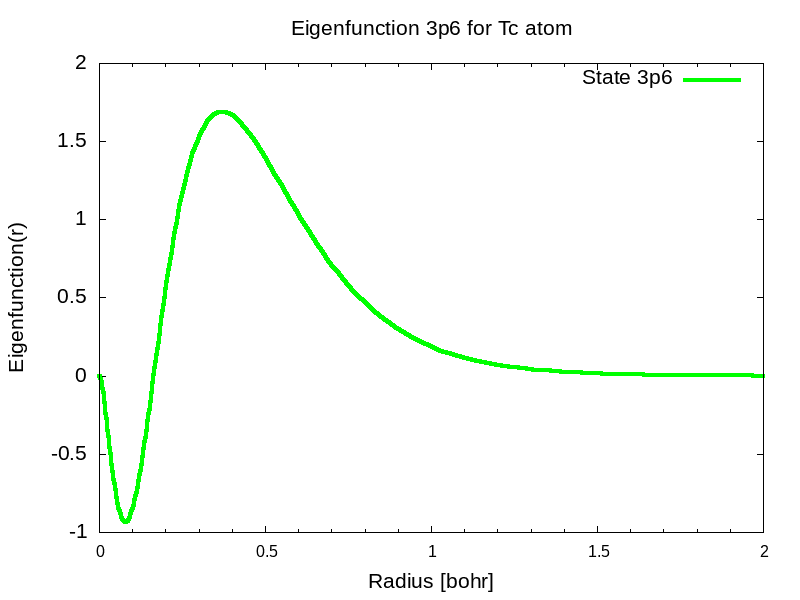 Eigenfunction 3p6 for Tc atom
State 3p6
2
1.5
1
0.5
0
-0.5
-1
Eigenfunction(r)
0 0.5 1 1.5 2
Radius [bohr]